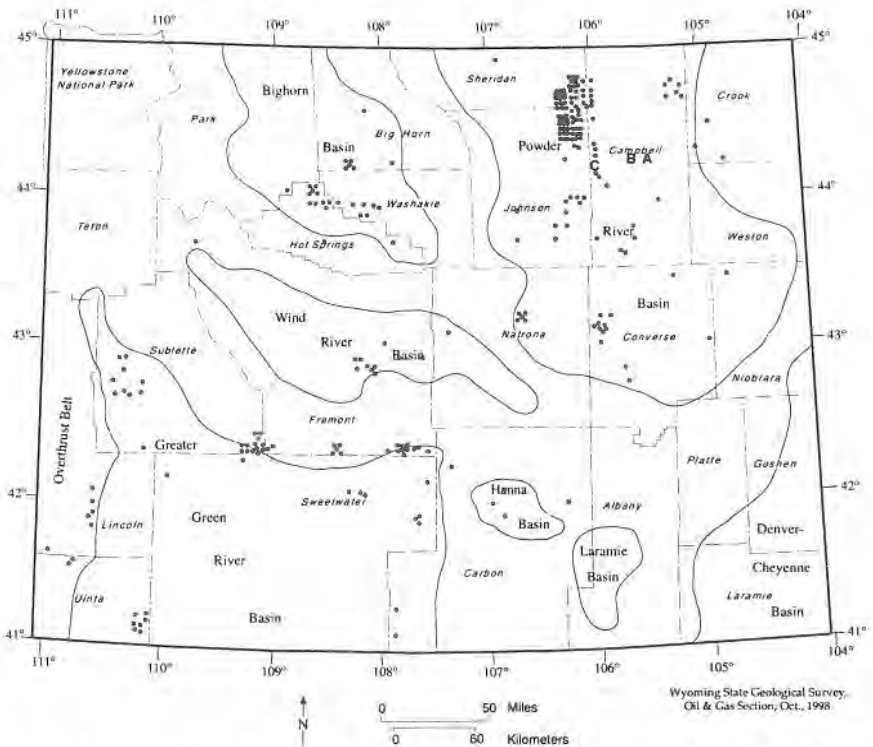 111° 110° 109° 108° 107° 106° 105° 104°
45° 45°
Yellowstone
National Park
Sheridan
Bighorn
Crook
Park
Big Horn
Powder
Campbell
Basin
B A
C
44° 44°
Washakie
Johnson
Teton
River
Hot Springs
Weston
Wind
Basin
Natrona
43° 43°
Converse
Sublette
River
Basin
Niobrara
Overthrust Belt
Fremont
Greater
Platte
Goshen
Hanna
42° 42°
Sweetwater
Albany
Lincoln
Green
Basin
Denver-
Laramie
Cheyenne
River
Basin
Carbon
Uinta
Laramie
Basin
Basin
41° 41°
111° 110° 109° 108° 107° 106° 105° 104°
Wyoming State Geological Survey,
Oil & Gas Section, Oct., 1998
0 50 Miles
N
0 60 Kilometers